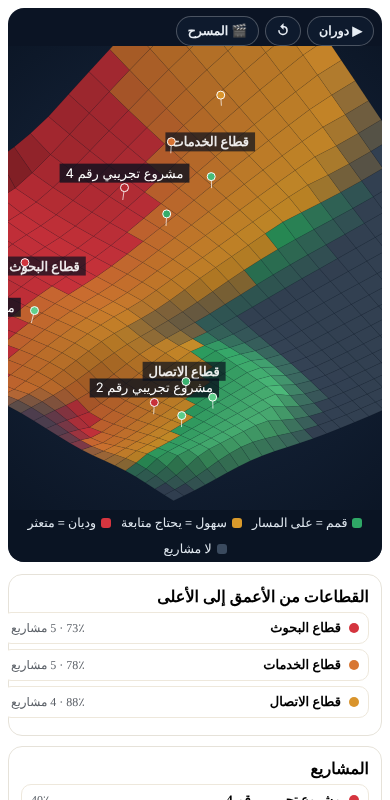 ▶ دوران
↺
🎬 المسرح
قطاع الخدمات
مشروع تجريبي رقم 4
قطاع البحوث
قطاع الاتصال
مشروع تجريبي رقم 2
قمم = على المسار
سهول = يحتاج متابعة
وديان = متعثر
لا مشاريع
القطاعات من الأعمق إلى الأعلى
قطاع البحوث
73٪ · 5 مشاريع
قطاع الخدمات
78٪ · 5 مشاريع
قطاع الاتصال
88٪ · 4 مشاريع
المشاريع